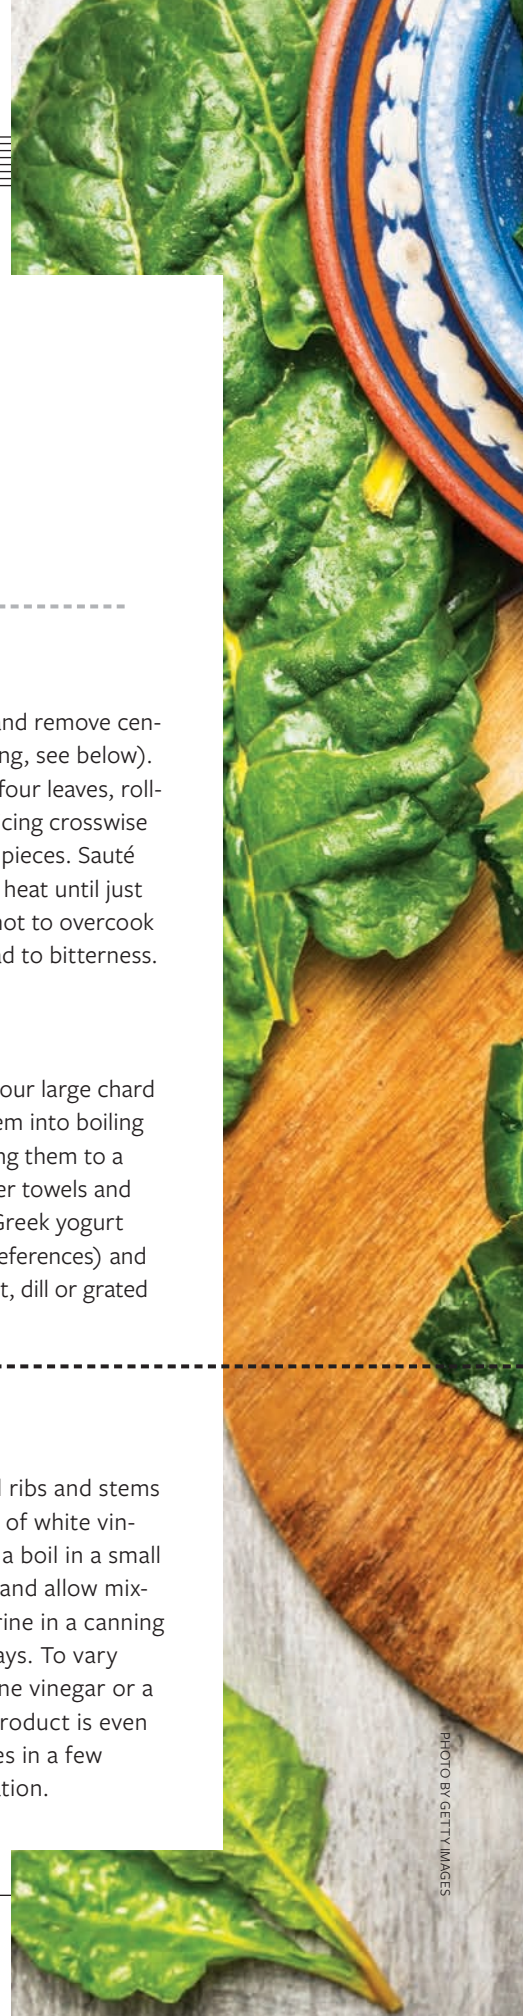 and remove cen-
ng, see below).
four leaves, roll-
cing crosswise
pieces. Sauté
heat until just
not to overcook
ad to bitterness.
our large chard
em into boiling
ng them to a
er towels and
Greek yogurt
eferences) and
t, dill or grated
ribs and stems
of white vin-
a boil in a small
and allow mix-
rine in a canning
ays. To vary
ne vinegar or a
roduct is even
es in a few
tion.
PHOTO BY GETTY IMAGES